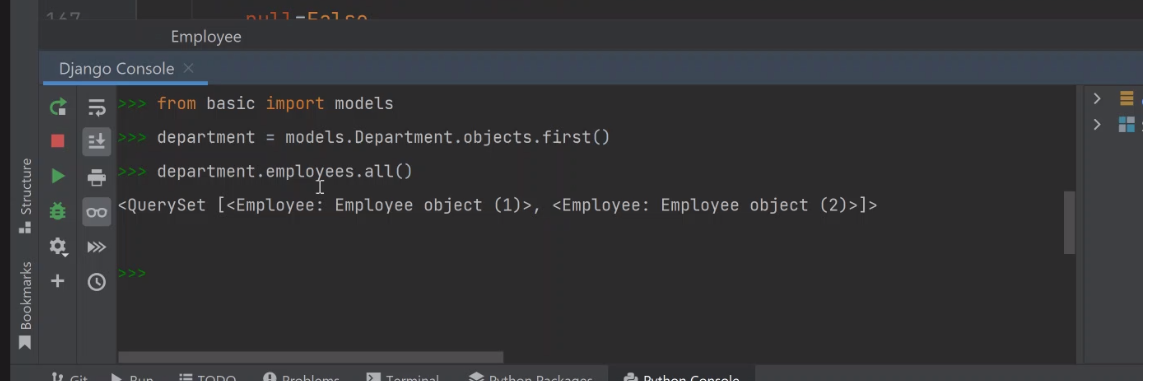 167 null=False
Employee
Django Console
>>> from basic import models
>>> department = models.Department.objects.first()
>>> department.employees.all()
<QuerySet [<Employee: Employee object (1)>, <Employee: Employee object (2)>]>
>>>
Structure
Bookmarks
Git Run TODO Problems Terminal Python Packages Python Console